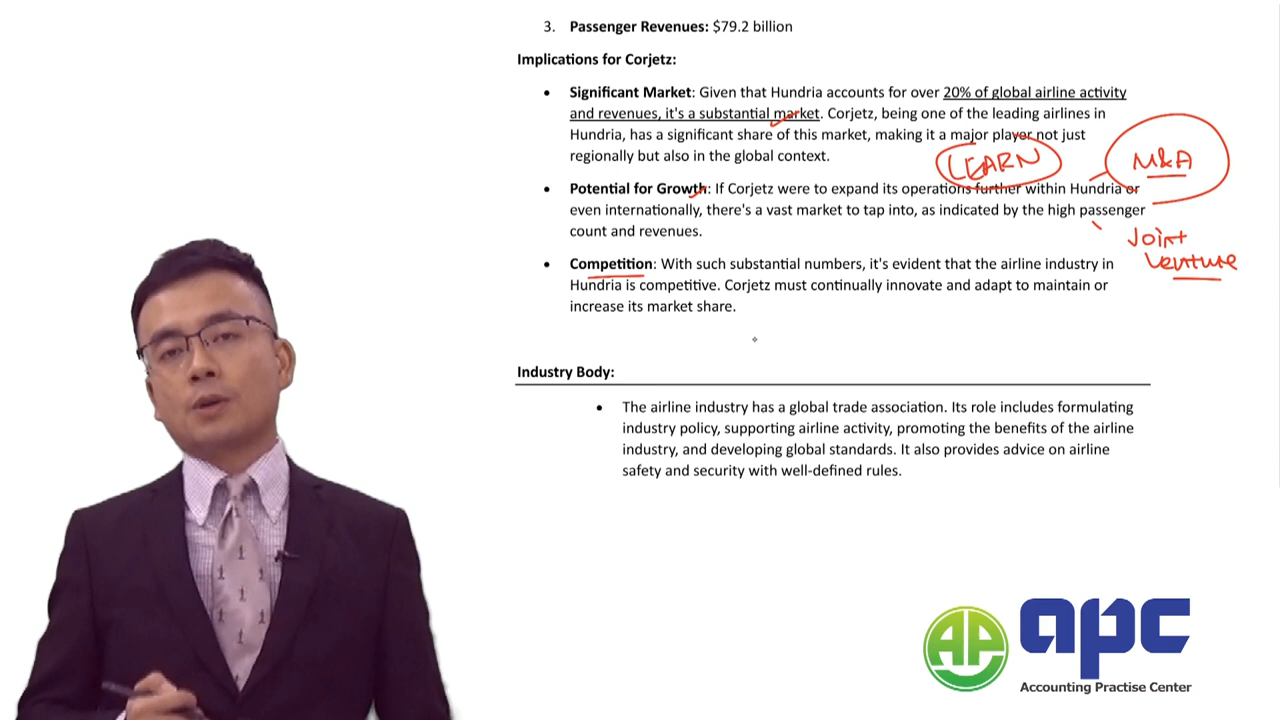 3. Passenger Revenues: $79.2 billion
Implications for Corjetz:
• Significant Market: Given that Hundria accounts for over 20% of global airline activity
and revenues, it's a substantial market. Corjetz, being one of the leading airlines in
Hundria, has a significant share of this market, making it a major player not just
regionally but also in the global context.
LEARN
M&A
• Potential for Growth: If Corjetz were to expand its operations further within Hundria or
even internationally, there's a vast market to tap into, as indicated by the high passenger
count and revenues.
Joint
Venture
• Competition: With such substantial numbers, it's evident that the airline industry in
Hundria is competitive. Corjetz must continually innovate and adapt to maintain or
increase its market share.
Industry Body:
• The airline industry has a global trade association. Its role includes formulating
industry policy, supporting airline activity, promoting the benefits of the airline
industry, and developing global standards. It also provides advice on airline
safety and security with well-defined rules.
AP
apc
Accounting Practise Center